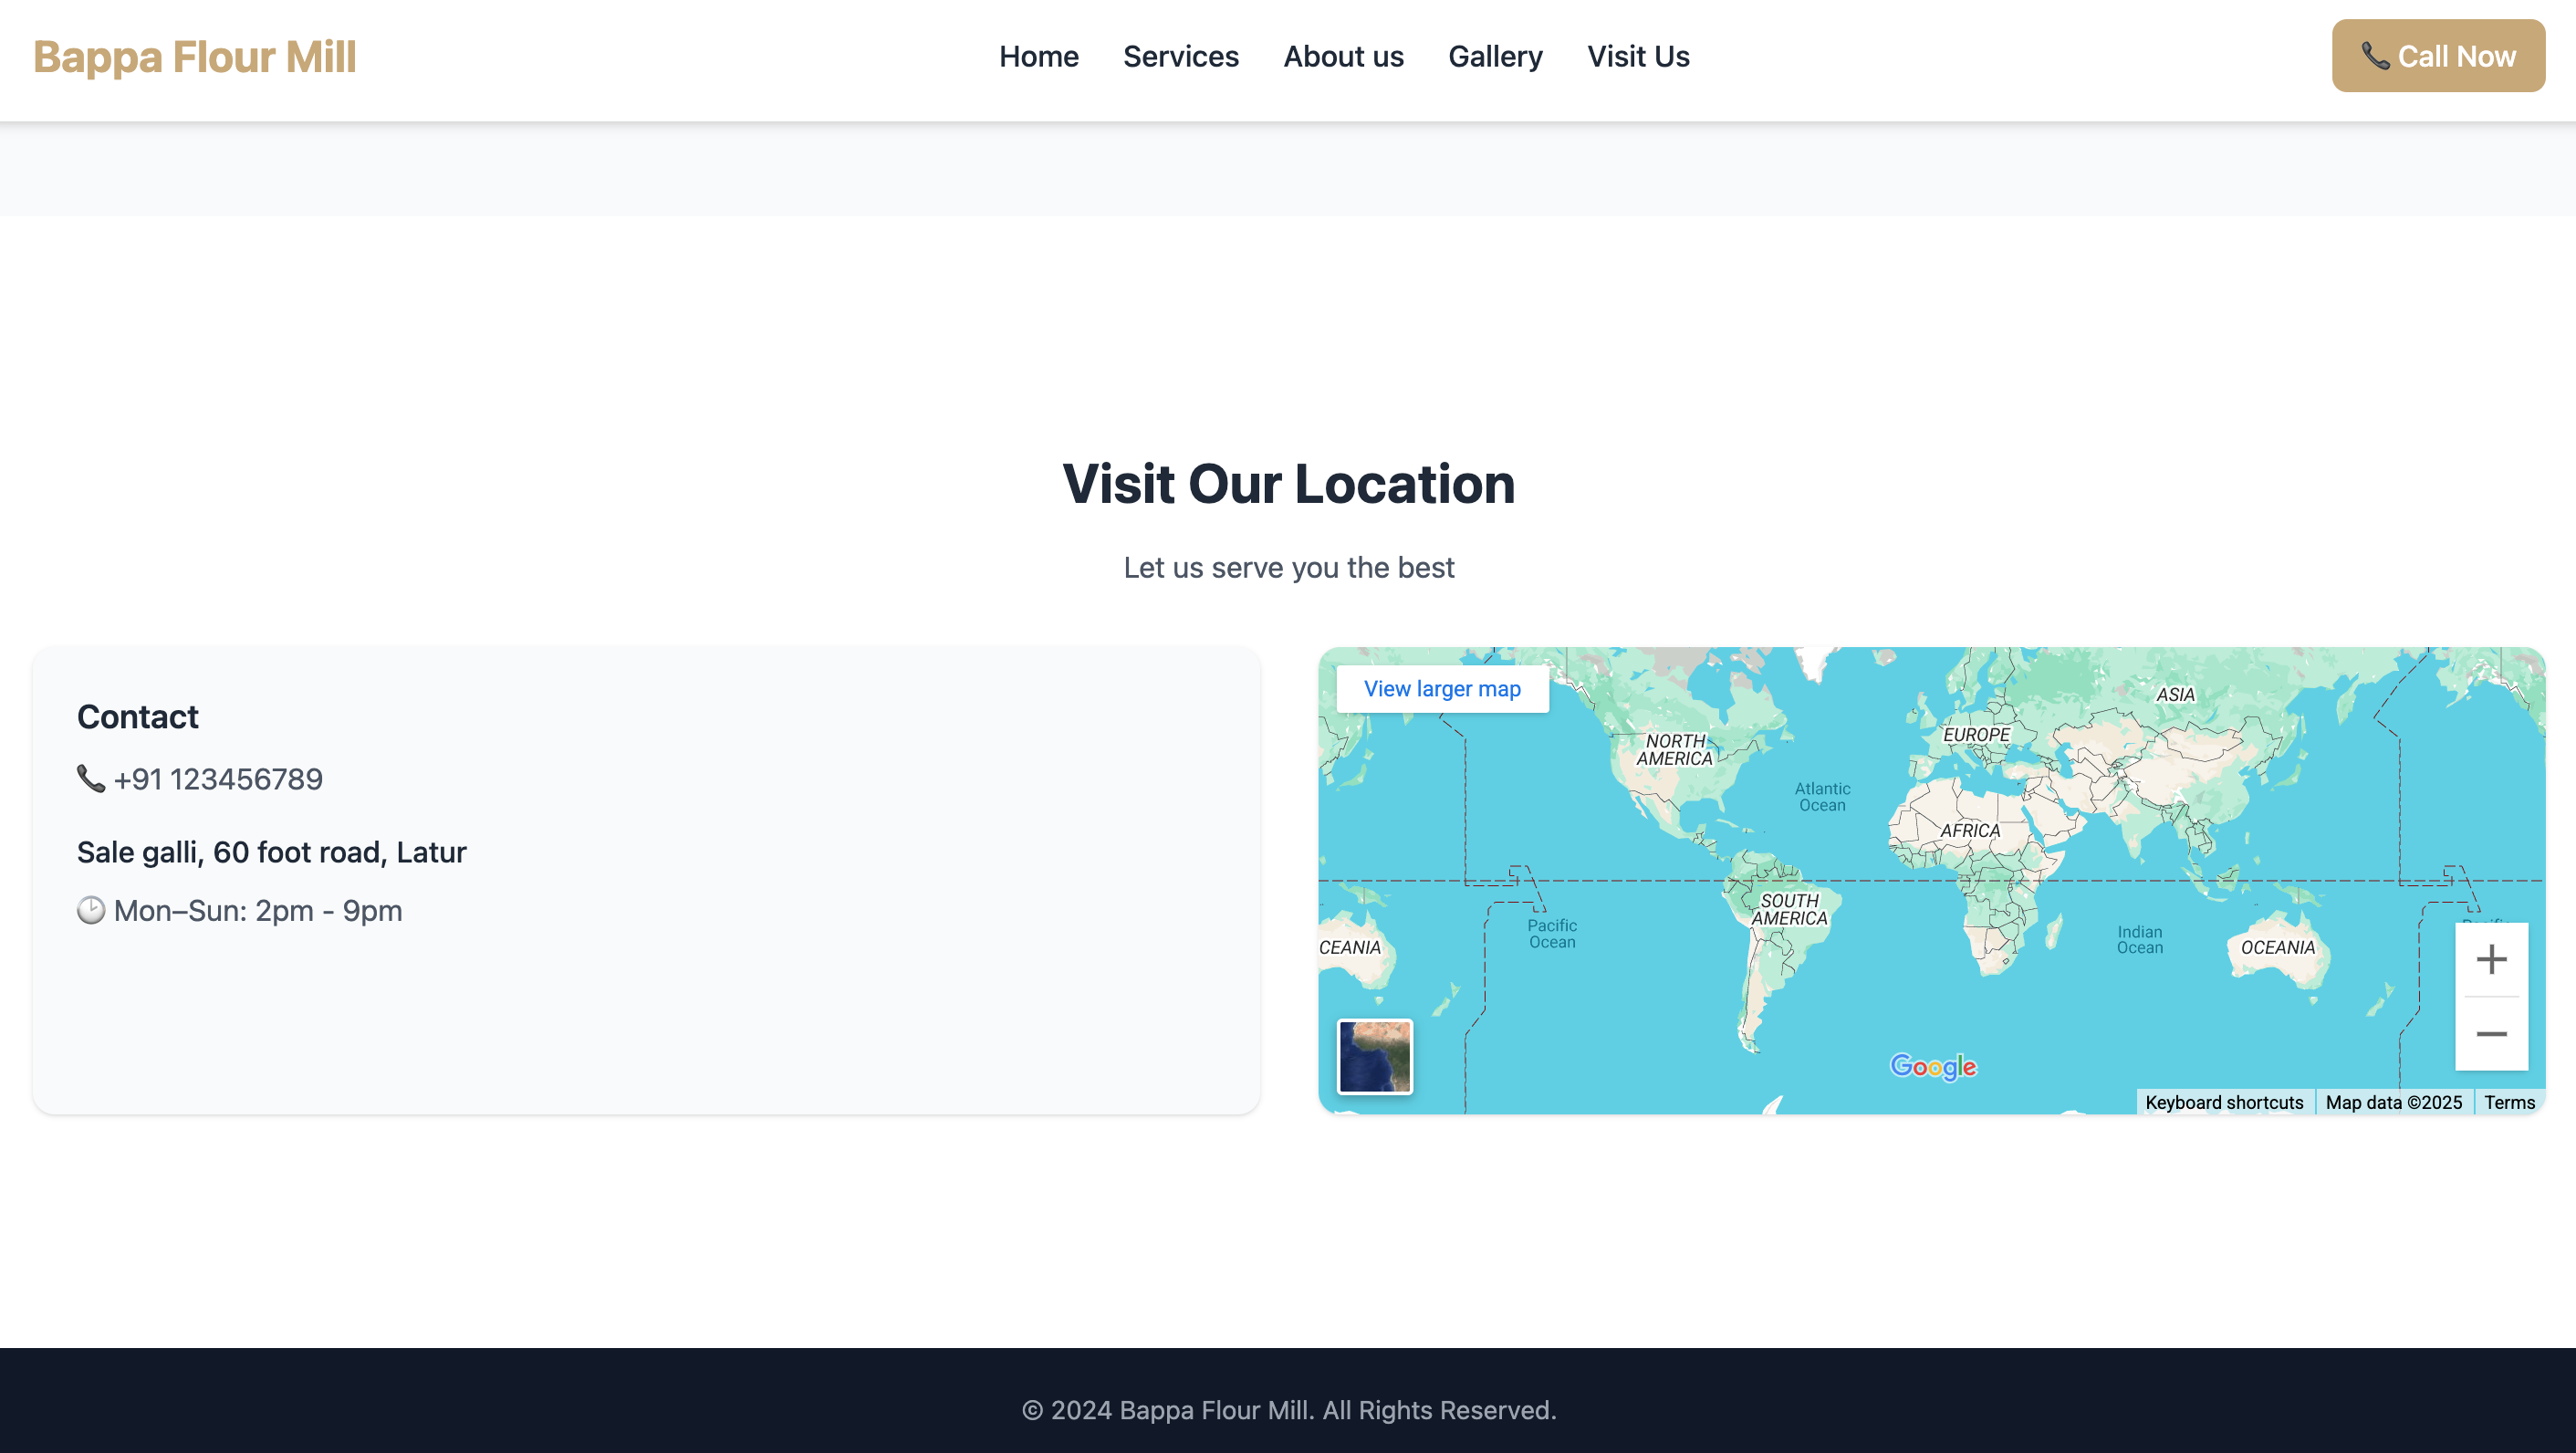 Bappa Flour Mill
Home Services About us Gallery Visit Us
📞 Call Now
Visit Our Location
Let us serve you the best
Contact
📞 +91 123456789
Sale galli, 60 foot road, Latur
🕒 Mon–Sun: 2pm - 9pm
View larger map
ASIA
EUROPE
NORTH
AMERICA
Atlantic
Ocean
AFRICA
SOUTH
AMERICA
Pacific
Ocean
Indian
Ocean
CEANIA
OCEANIA
Google
Keyboard shortcuts
Map data ©2025
Terms
© 2024 Bappa Flour Mill. All Rights Reserved.